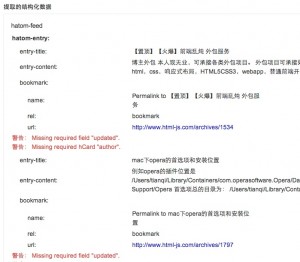 提取的结构化数据
hatom-feed
hatom-entry:
entry-title: 【置顶】【火爆】前端乱炖 外包服务
entry-content: 博主外包 本人现无业，可承接各类外包项目。 外包项目可承接
html、css、响应式布局、HTML5CSS3、webapp、普通前端开
bookmark:
Permalink to 【置顶】【火爆】前端乱炖 外包服
name: 务
rel: bookmark
url: http://www.html-js.com/archives/1534
警告： Missing required field "updated".
警告： Missing required hCard "author".
entry-title: mac下opera的首选项和安装位置
例如opera的插件位置是
entry-content: /Users/tianqi/Library/Containers/com.operasoftware.Opera/Da
Support/Opera 首选项总的目录为： /Users/tianqi/Library/Con
bookmark:
Permalink to mac下opera的首选项和安装位
name: 置
rel: bookmark
url: http://www.html-js.com/archives/1797
警告： Missing required field "updated".